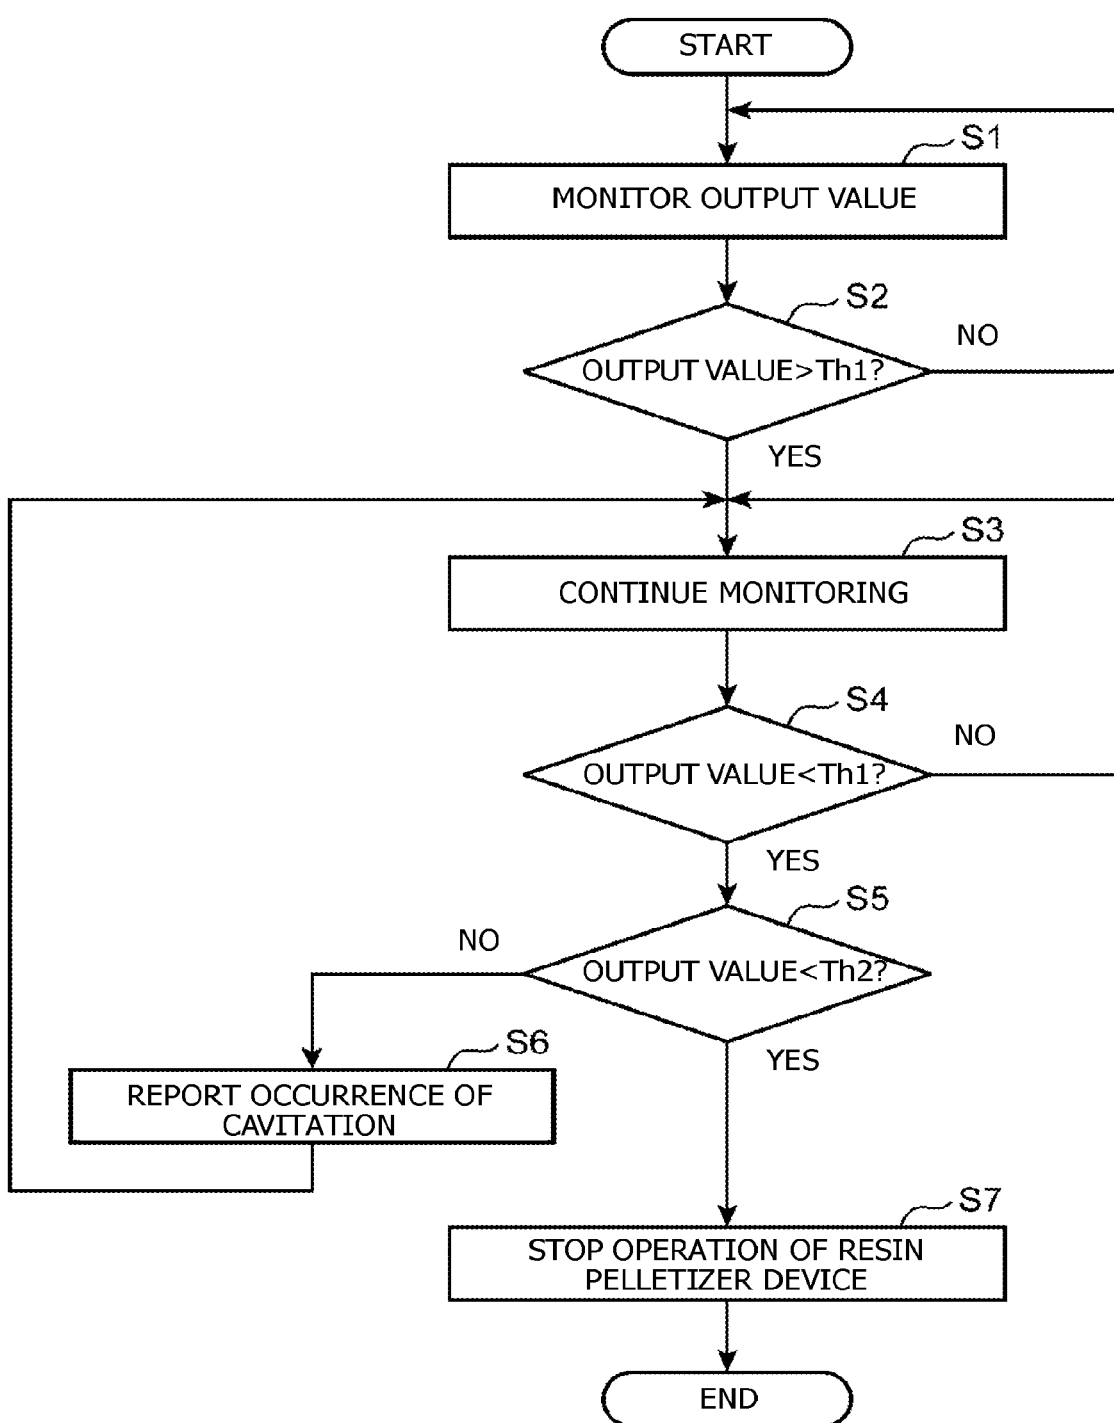 START
S1
MONITOR OUTPUT VALUE
S2
OUTPUT VALUE>Th1?
NO
YES
S3
CONTINUE MONITORING
S4
OUTPUT VALUE<Th1?
NO
YES
S5
OUTPUT VALUE<Th2?
NO
YES
S6
REPORT OCCURRENCE OF
CAVITATION
S7
STOP OPERATION OF RESIN
PELLETIZER DEVICE
END